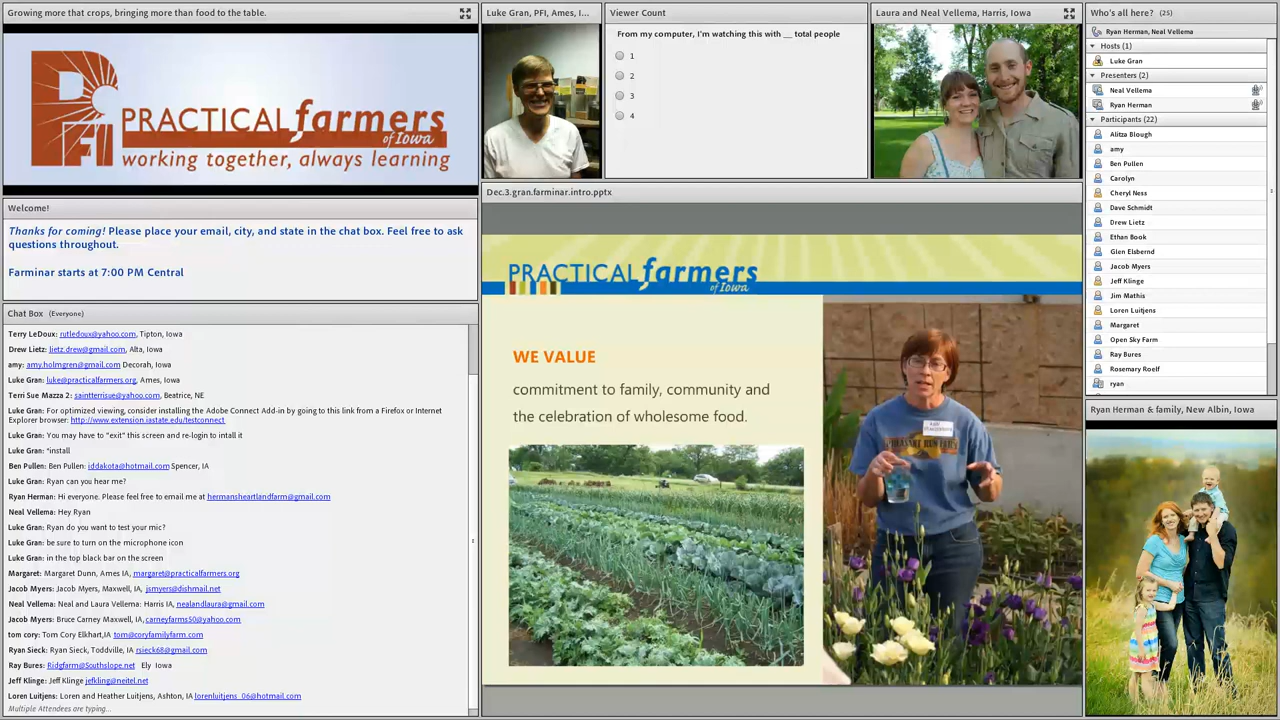 Growing more that crops, bringing more than food to the table.
PFI
PRACTICAL farmers
of Iowa
working together, always learning
Welcome!
Thanks for coming! Please place your email, city, and state in the chat box. Feel free to ask
questions throughout.
Farminar starts at 7:00 PM Central
Chat Box (Everyone)
Terry LeDoux: rutledoux@yahoo.com, Tipton, Iowa
Drew Lietz: lietz.drew@gmail.com, Alta, Iowa
amy: amy.holmgren@gmail.com Decorah, Iowa
Luke Gran: luke@practicalfarmers.org, Ames, Iowa
Terri Sue Mazza 2: saintterrisue@yahoo.com, Beatrice, NE
Luke Gran: For optimized viewing, consider installing the Adobe Connect Add-in by going to this link from a Firefox or Internet
Explorer browser: http://www.extension.iastate.edu/testconnect
Luke Gran: You may have to "exit" this screen and re-login to intall it
Luke Gran: *install
Ben Pullen: Ben Pullen: iddakota@hotmail.com Spencer, IA
Luke Gran: Ryan can you hear me?
Ryan Herman: Hi everyone. Please feel free to email me at hermansheartlandfarm@gmail.com
Neal Vellema: Hey Ryan
Luke Gran: Ryan do you want to test your mic?
Luke Gran: be sure to turn on the microphone icon
Luke Gran: in the top black bar on the screen
Margaret: Margaret Dunn, Ames IA, margaret@practicalfarmers.org
Jacob Myers: Jacob Myers, Maxwell, IA, jsmyers@dishmail.net
Neal Vellema: Neal and Laura Vellema: Harris IA, nealandlaura@gmail.com
Jacob Myers: Bruce Carney Maxwell, IA, carneyfarms50@yahoo.com
tom cory: Tom Cory Elkhart,IA tom@coryfamilyfarm.com
Ryan Sieck: Ryan Sieck, Toddville, IA rsieck68@gmail.com
Ray Bures: Ridgfarm@Southslope.net Ely Iowa
Jeff Klinge: Jeff Klinge jefkling@neitel.net
Loren Luitjens: Loren and Heather Luitjens, Ashton, IA lorenluitjens_06@hotmail.com
Multiple Attendees are typing...
Luke Gran, PFI, Ames, I...
Viewer Count
From my computer, I'm watching this with __ total people
1
2
3
4
Laura and Neal Vellema, Harris, Iowa
Dec.3.gran.farminar.intro.pptx
PRACTICAL farmers
of Iowa
WE VALUE
commitment to family, community and
the celebration of wholesome food.
Who's all here? (25)
Ryan Herman, Neal Vellema
Hosts (1)
Luke Gran
Presenters (2)
Neal Vellema
Ryan Herman
Participants (22)
Alitza Blough
amy
Ben Pullen
Carolyn
Cheryl Ness
Dave Schmidt
Drew Lietz
Ethan Book
Glen Elsbernd
Jacob Myers
Jeff Klinge
Jim Mathis
Loren Luitjens
Margaret
Open Sky Farm
Ray Bures
Rosemary Roelf
ryan
Ryan Herman & family, New Albin, Iowa